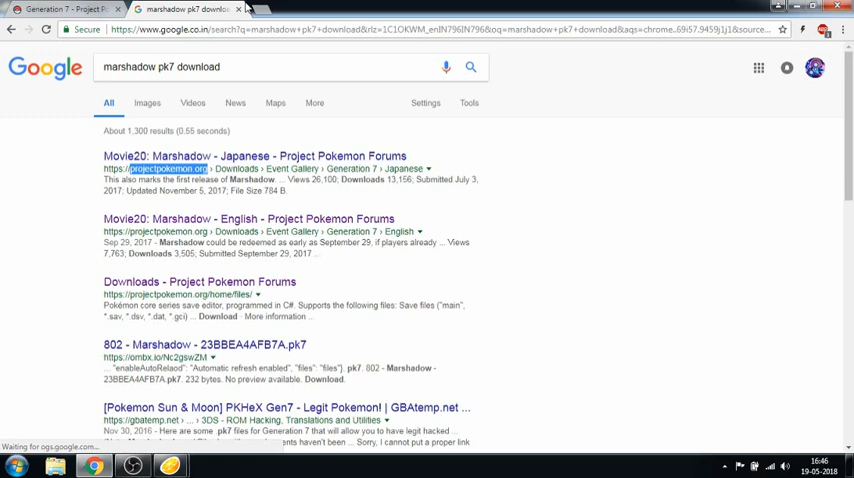 Generation 7 - Project Po
marshadow pk7 downlo
Secure https://www.google.co.in/search?q=marshadow+pk7+download&rlz=1C1OKWM_enIN796IN796&oq=marshadow+pk7+download&aqs=chrome..69i57.9459j1j1&source...
Google
marshadow pk7 download
All Images Videos News Maps More Settings Tools
About 1,300 results (0.55 seconds)
Movie20: Marshadow - Japanese - Project Pokemon Forums
https://projectpokemon.org › Downloads › Event Gallery › Generation 7 › Japanese
This also marks the first release of Marshadow. ... Views 26,100; Downloads 13,156; Submitted July 3,
2017; Updated November 5, 2017; File Size 784 B.
Movie20: Marshadow - English - Project Pokemon Forums
https://projectpokemon.org › Downloads › Event Gallery › Generation 7 › English
Sep 29, 2017 - Marshadow could be redeemed as early as September 29, if players already ... Views
7,763; Downloads 3,505; Submitted September 29, 2017 ...
Downloads - Project Pokemon Forums
https://projectpokemon.org/home/files/
Pokémon core series save editor, programmed in C#. Supports the following files: Save files ("main",
*.sav, *.dsv, *.dat, *.gci) ... Download · More information ...
802 - Marshadow - 23BBEA4AFB7A.pk7
https://ombx.io/Nc2gswZM
... "enableAutoRelaod": "Automatic refresh enabled", "files": "files"}. pk7. 802 - Marshadow -
23BBEA4AFB7A.pk7. 232 bytes. No preview available. Download.
[Pokemon Sun & Moon] PKHeX Gen7 - Legit Pokemon! | GBAtemp.net ...
https://gbatemp.net › ... › 3DS - ROM Hacking, Translations and Utilities
Nov 30, 2016 - Here are some .pk7 files for Generation 7 that will allow you to have legit hacked ...
Sorry, I cannot put a proper link
Waiting for ogs.google.com...
16:46
19-05-2018